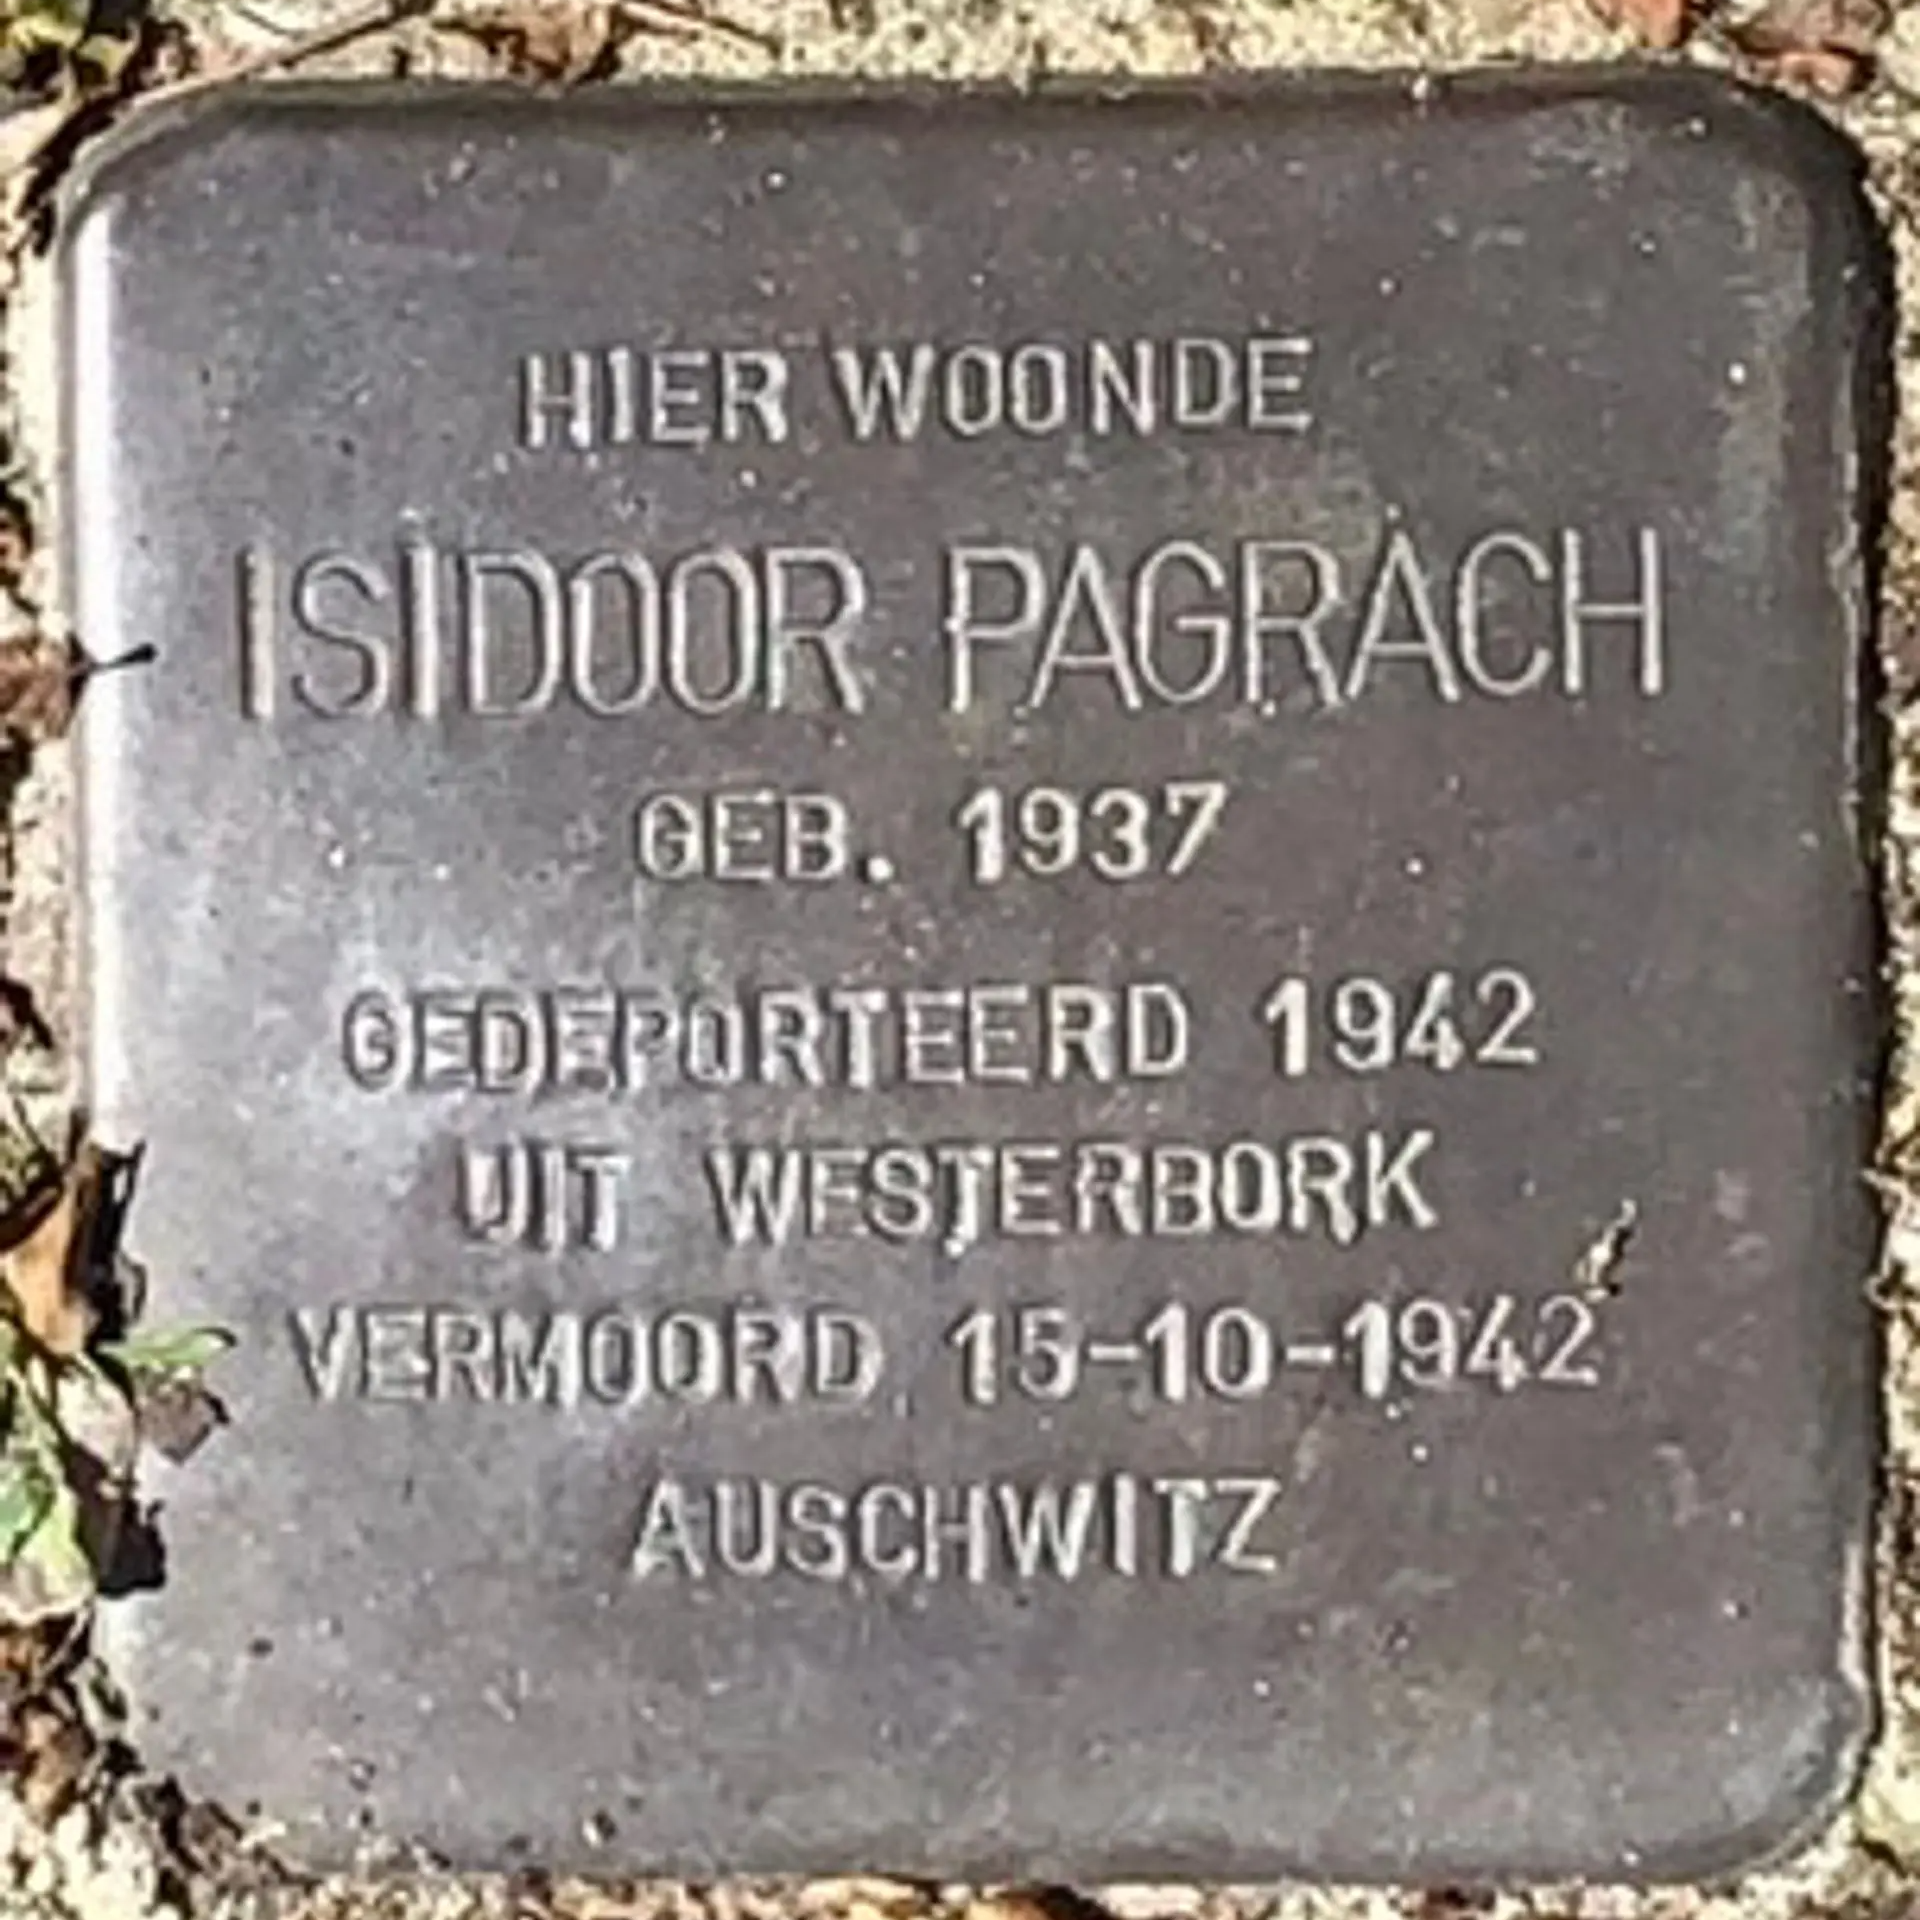 HIER WOONDE
ISIDOOR PAGRACH
GEB. 1937
GEDEPORTEERD 1942
UIT WESTERBORK
VERMOORD 15-10-1942
AUSCHWITZ